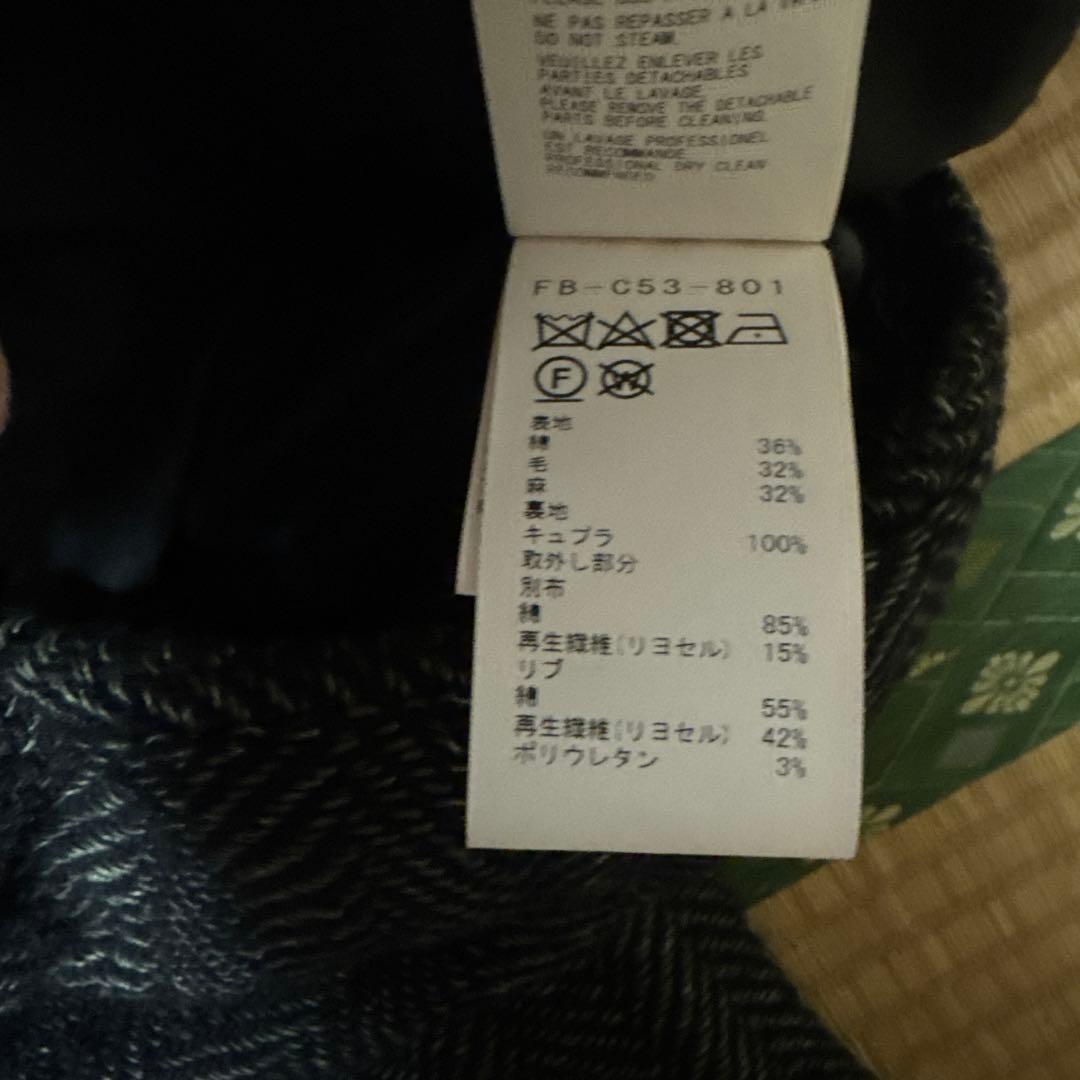 NE PAS REPASSER A LA
DO NOT STEAM.
VEUILLEZ ENLEVER LES
PARTIES DETACHABLES
AVANT LE LAVAGE
PLEASE REMOVE THE DETACHABLE
PARTS BEFORE CLEANING.
UN LAVAGE PROFESSIONEL
EST RECOMMANDE
PROFESSIONAL DRY CLEAN
RECOMMENDED
FB-C53-801
F W
表地
綿 36%
毛 32%
麻 32%
裏地
キュプラ 100%
取外し部分
別布
綿 85%
再生繊維(リヨセル) 15%
リブ
綿 55%
再生繊維(リヨセル) 42%
ポリウレタン 3%